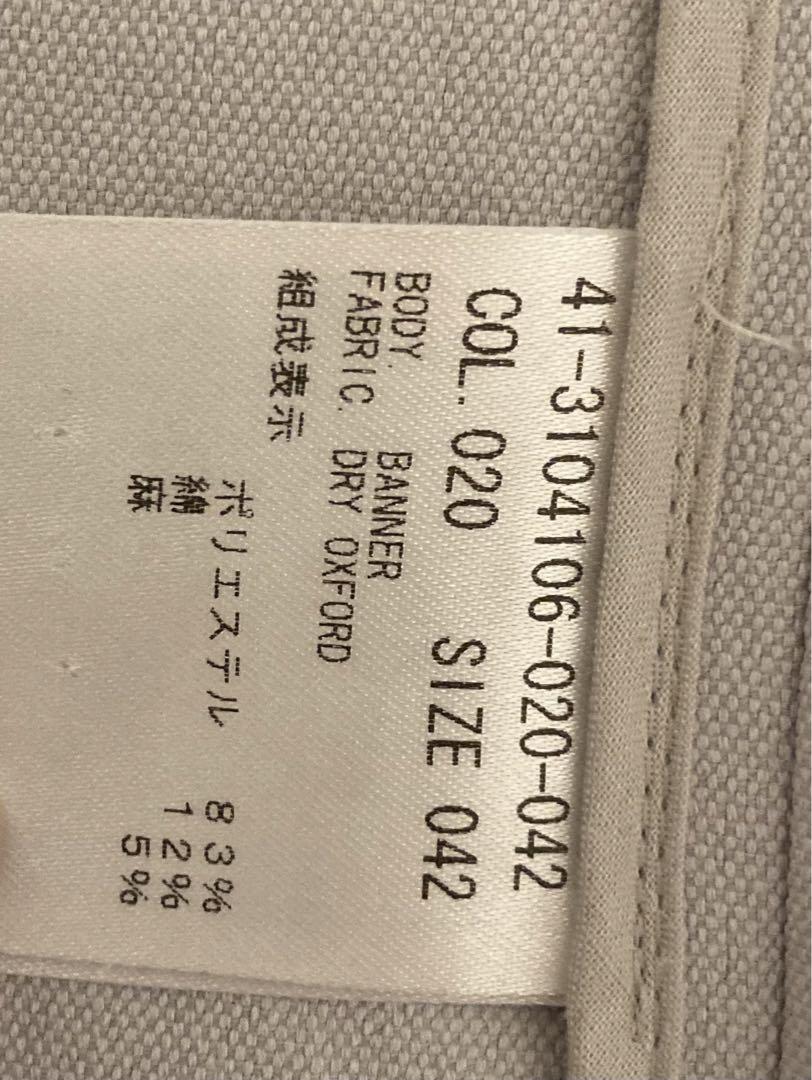 41-3104106-020-042
COL. 020 SIZE 042
BODY. BANNER
FABRIC. DRY OXFORD
組成表示
ポリエステル 83%
綿 12%
麻 5%